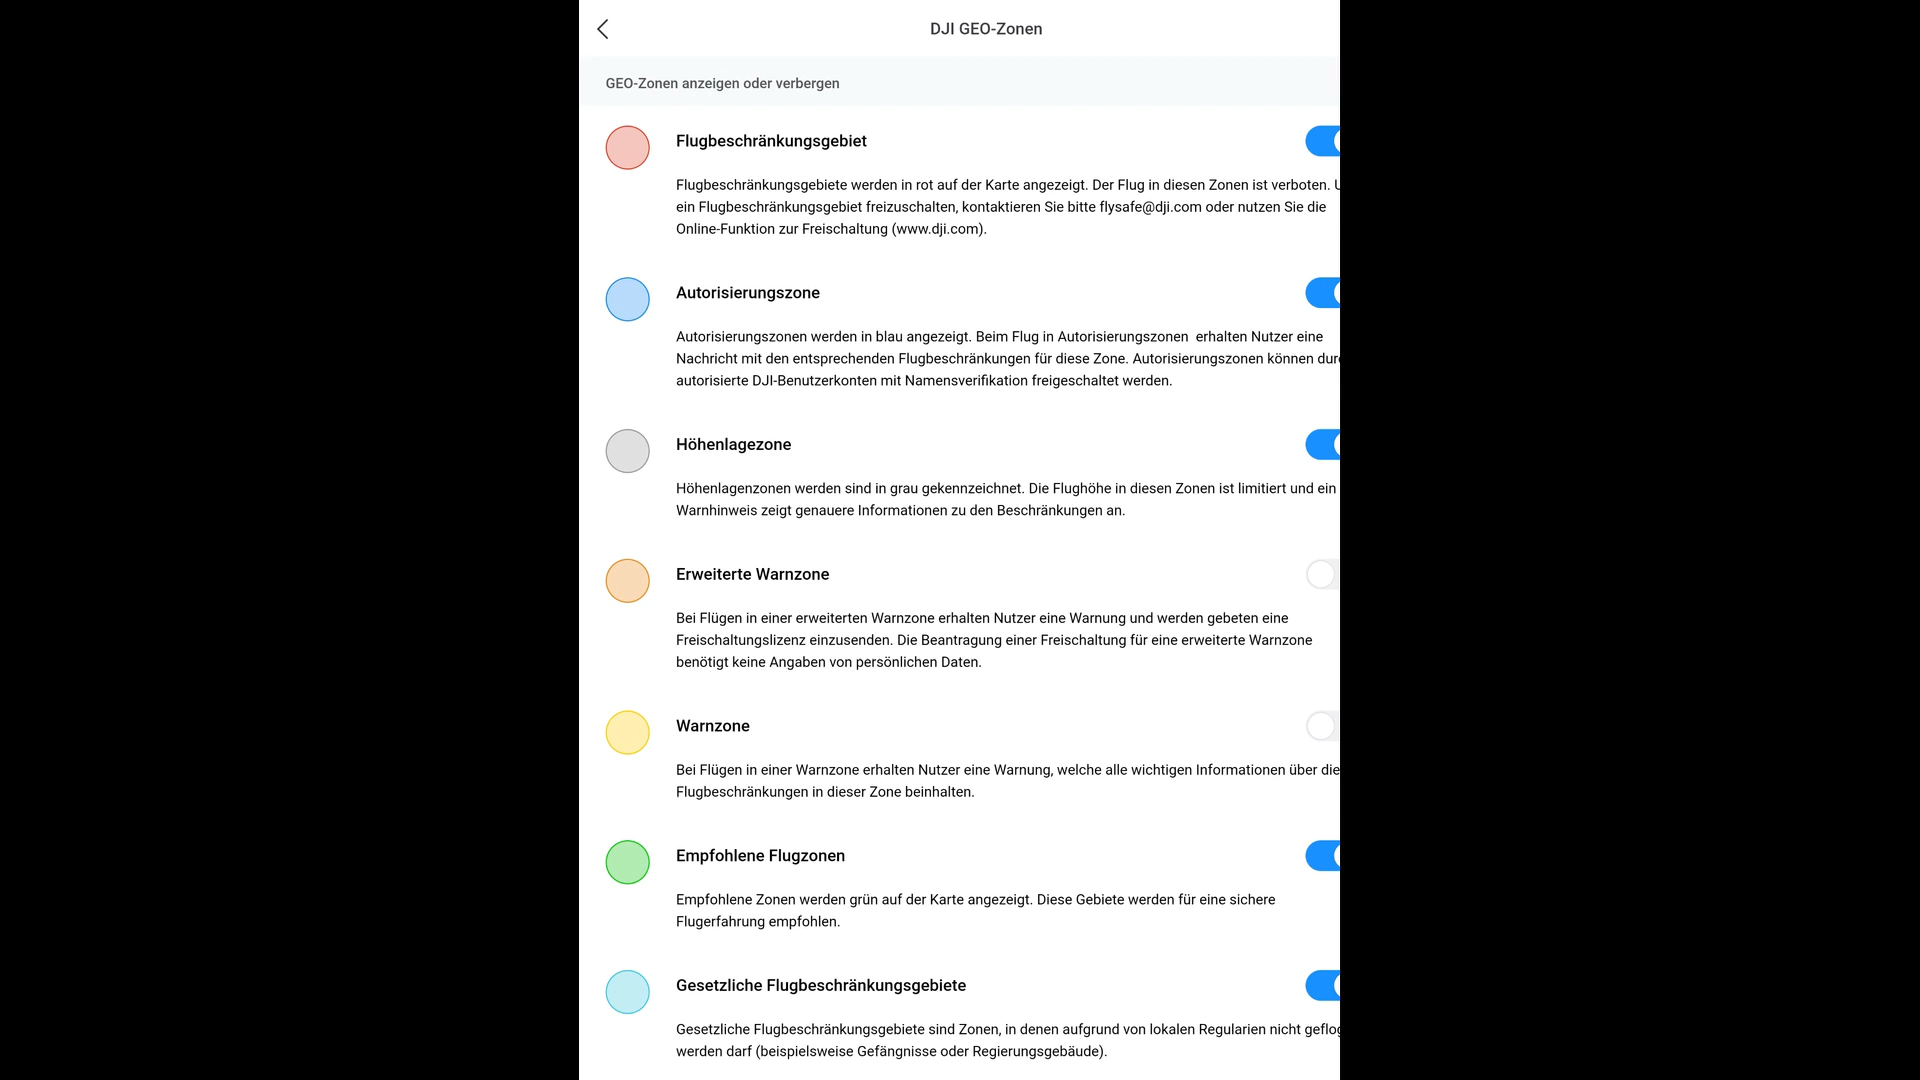 DJI GEO-Zonen
GEO-Zonen anzeigen oder verbergen
Flugbeschränkungsgebiet
Flugbeschränkungsgebiete werden in rot auf der Karte angezeigt. Der Flug in diesen Zonen ist verboten.
ein Flugbeschränkungsgebiet freizuschalten, kontaktieren Sie bitte flysafe@dji.com oder nutzen Sie die
Online-Funktion zur Freischaltung (www.dji.com).
Autorisierungszone
Autorisierungszonen werden in blau angezeigt. Beim Flug in Autorisierungszonen erhalten Nutzer eine
Nachricht mit den entsprechenden Flugbeschränkungen für diese Zone. Autorisierungszonen können
autorisierte DJI-Benutzerkonten mit Namensverifikation freigeschaltet werden.
Höhenlagezone
Höhenlagenzonen werden sind in grau gekennzeichnet. Die Flughöhe in diesen Zonen ist limitiert und ein
Warnhinweis zeigt genauere Informationen zu den Beschränkungen an.
Erweiterte Warnzone
Bei Flügen in einer erweiterten Warnzone erhalten Nutzer eine Warnung und werden gebeten eine
Freischaltungslizenz einzusenden. Die Beantragung einer Freischaltung für eine erweiterte Warnzone
benötigt keine Angaben von persönlichen Daten.
Warnzone
Bei Flügen in einer Warnzone erhalten Nutzer eine Warnung, welche alle wichtigen Informationen über die
Flugbeschränkungen in dieser Zone beinhalten.
Empfohlene Flugzonen
Empfohlene Zonen werden grün auf der Karte angezeigt. Diese Gebiete werden für eine sichere
Flugerfahrung empfohlen.
Gesetzliche Flugbeschränkungsgebiete
Gesetzliche Flugbeschränkungsgebiete sind Zonen, in denen aufgrund von lokalen Regularien nicht
werden darf (beispielsweise Gefängnisse oder Regierungsgebäude).